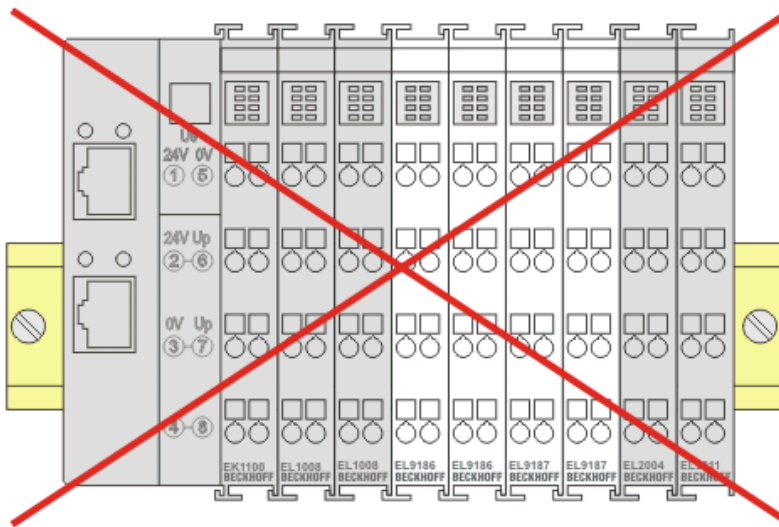 Us
24V 0V
1 5
24V Up
2 6
0V Up
3 7
4 8
EK1100 EL1008 EL1008 EL9186 EL9186 EL9187 EL9187 EL2004
BECKHOFF BECKHOFF BECKHOFF BECKHOFF BECKHOFF BECKHOFF BECKHOFF BECKHOFF BECKHOFF